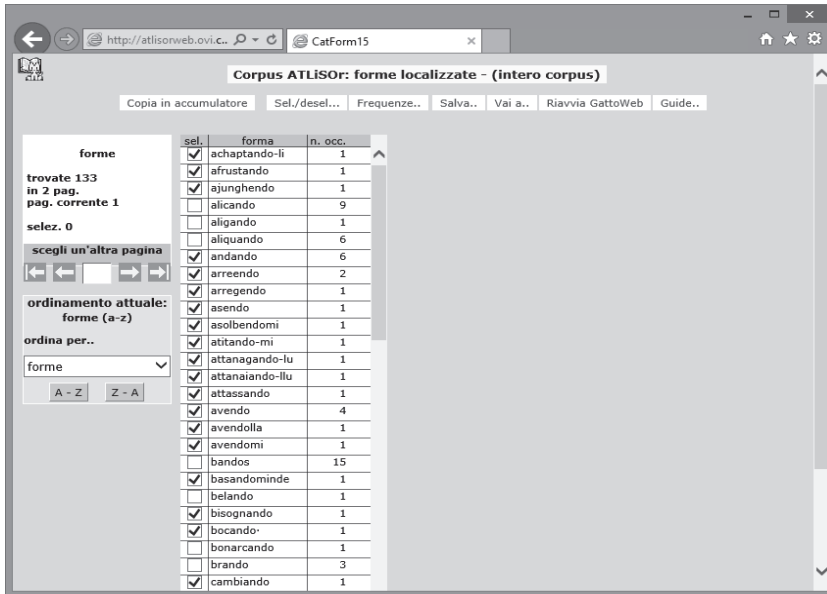 http://atlisorweb.ovi.c..
CatForm15
Corpus ATLiSOr: forme localizzate - (intero corpus)
Copia in accumulatore Sel./desel... Frequenze.. Salva.. Vai a.. Riavvia GattoWeb Guide..
forme
trovate 133
in 2 pag.
pag. corrente 1
selez. 0
scegli un'altra pagina
ordinamento attuale:
forme (a-z)
ordina per..
forme
A - Z Z - A
sel. forma n. occ.
achaptando-li 1
afrustando 1
ajunghendo 1
alicando 9
aligando 1
aliquando 6
andando 6
arreendo 2
arregendo 1
asendo 1
asolbendomi 1
atitando-mi 1
attanagando-lu 1
attanaiando-llu 1
attassando 1
avendo 4
avendolla 1
avendomi 1
bandos 15
basandominde 1
belando 1
bisognando 1
bocando·
1
bonarcando 1
brando 3
cambiando 1